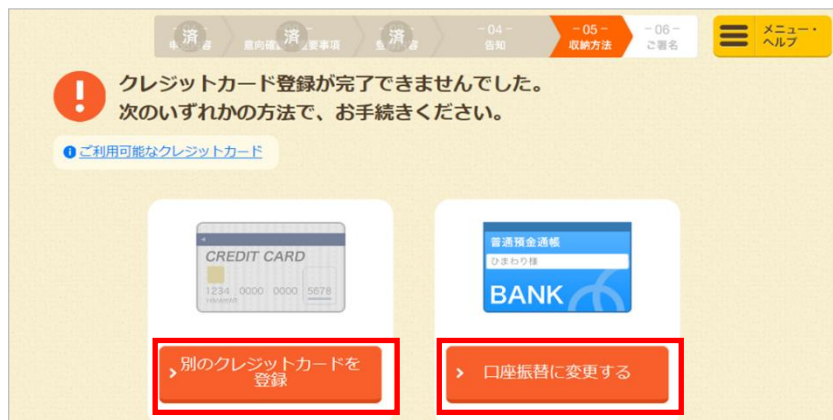 済
済
済
-04-
告知
-05-
収納方法
-06-
ご署名
メニュー・
ヘルプ
クレジットカード登録が完了できませんでした。
次のいずれかの方法で、お手続きください。
ご利用可能なクレジットカード
CREDIT CARD
1234 0000 0000 5678
普通預金通帳
ひまわり様
BANK
別のクレジットカードを
登録
口座振替に変更する